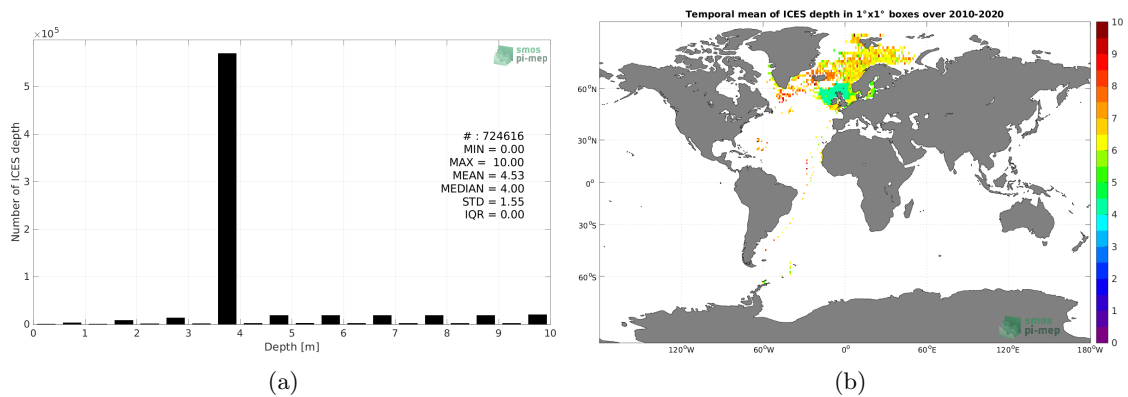 ×10⁵
smos
pi-mep
5
4
3
2
1
0
Number of ICES depth
# : 724616
MIN = 0.00
MAX = 10.00
MEAN = 4.53
MEDIAN = 4.00
STD = 1.55
IQR = 0.00
0 1 2 3 4 5 6 7 8 9 10
Depth [m]
(a)
Temporal mean of ICES depth in 1°x1° boxes over 2010-2020
60°N
30°N
0°
30°S
60°S
120°W 60°W 0° 60°E 120°E 180°W
10
9
8
7
6
5
4
3
2
1
0
smos
pi-mep
(b)